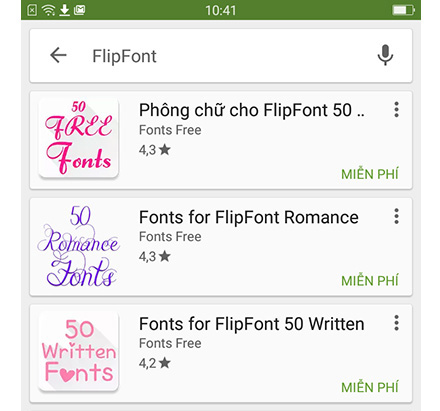 10:41
FlipFont
50
FREE
Fonts
Phông chữ cho FlipFont 50 ..
Fonts Free
4,3
MIỄN PHÍ
50
Romance
Fonts
Fonts for FlipFont Romance
Fonts Free
4,3
MIỄN PHÍ
50
Written
Fonts
Fonts for FlipFont 50 Written
Fonts Free
4,2
MIỄN PHÍ